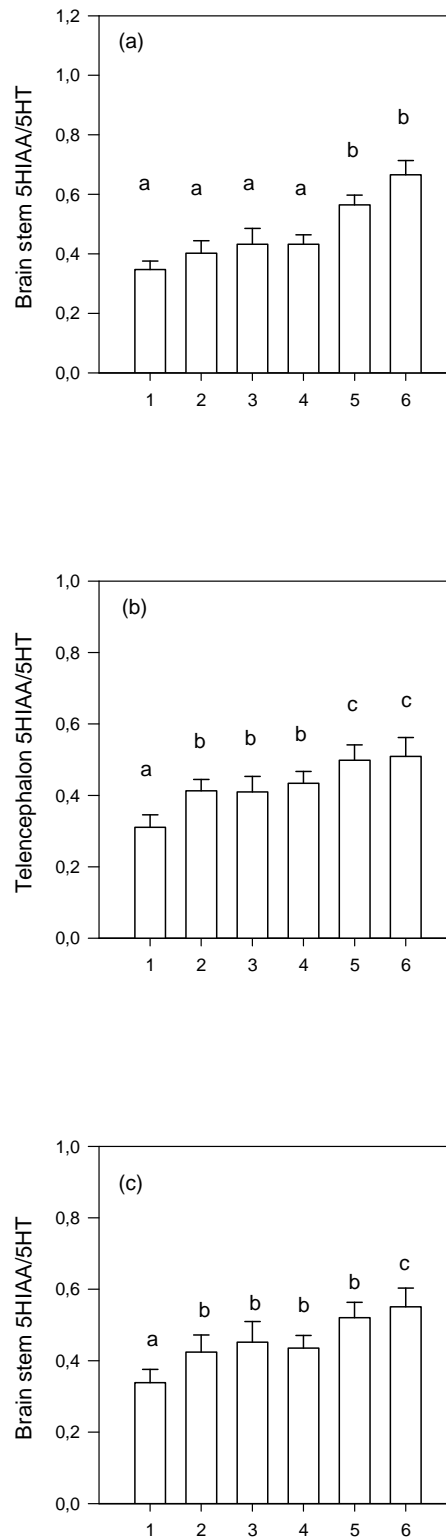 (a)
Brain stem 5HIAA/5HT
1,2
1,0
0,8
0,6
0,4
0,2
0,0
a a a a b b
1 2 3 4 5 6
(b)
Telencephalon 5HIAA/5HT
1,0
0,8
0,6
0,4
0,2
0,0
a b b b c c
1 2 3 4 5 6
(c)
Brain stem 5HIAA/5HT
1,0
0,8
0,6
0,4
0,2
0,0
a b b b b c
1 2 3 4 5 6